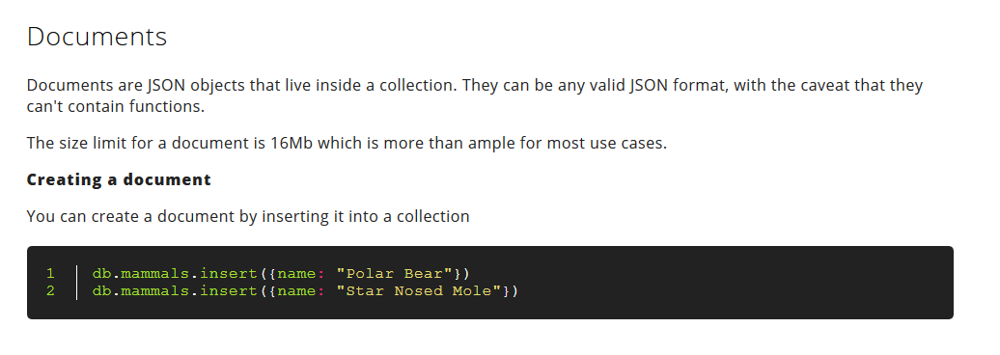 Documents
Documents are JSON objects that live inside a collection. They can be any valid JSON format, with the caveat that they
can't contain functions.
The size limit for a document is 16Mb which is more than ample for most use cases.
Creating a document
You can create a document by inserting it into a collection
1 db.mammals.insert({name: "Polar Bear"})
2 db.mammals.insert({name: "Star Nosed Mole"})